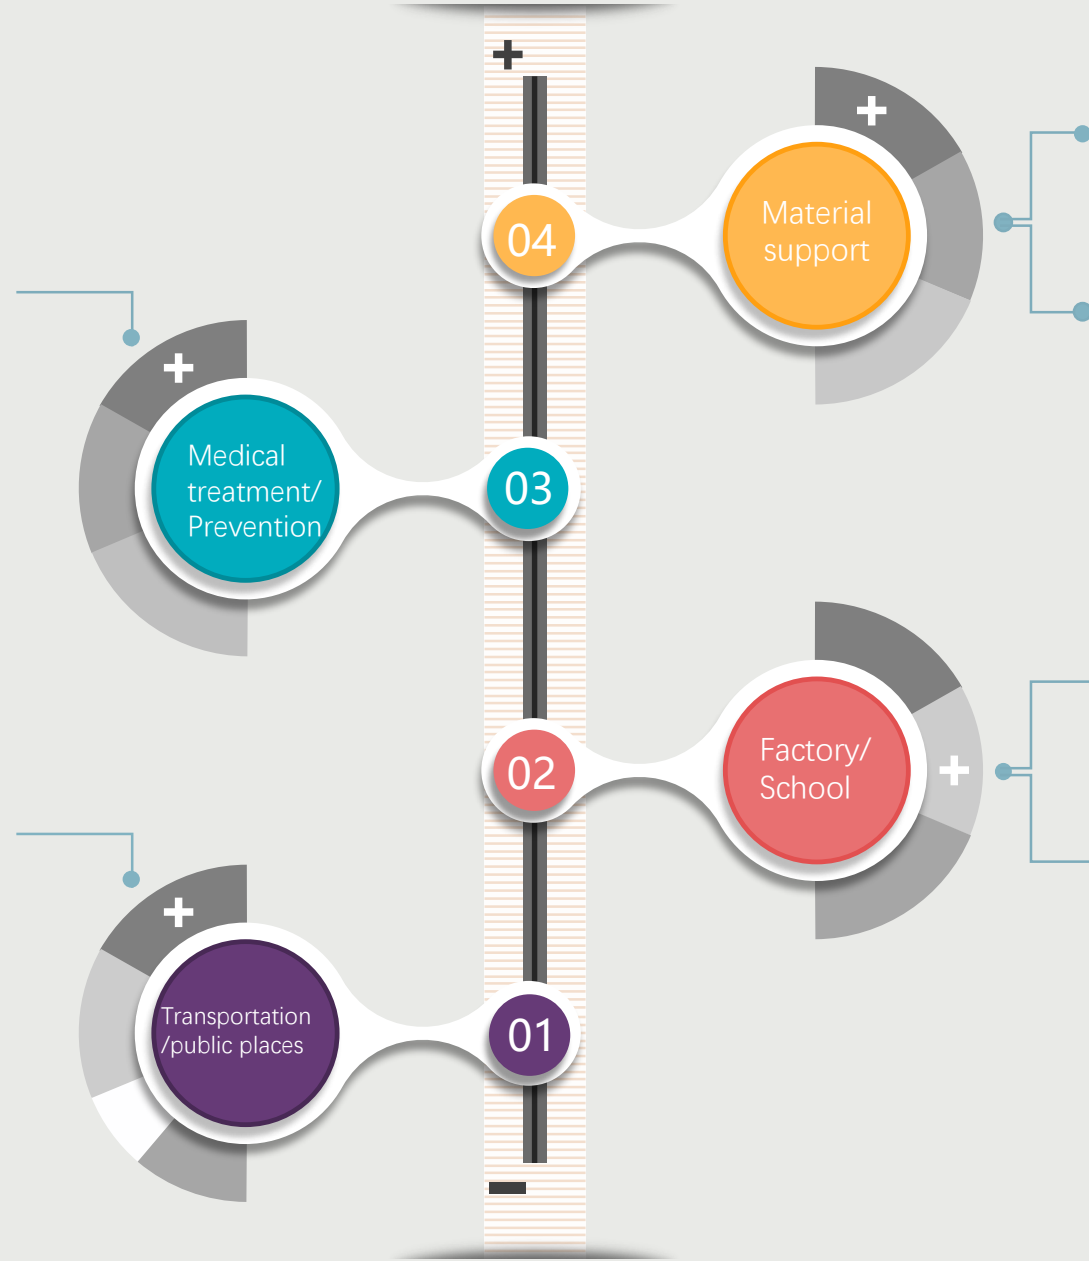 04
Material
support
Medical
treatment/
Prevention
03
02
Factory/
School
Transportation
/public places
01